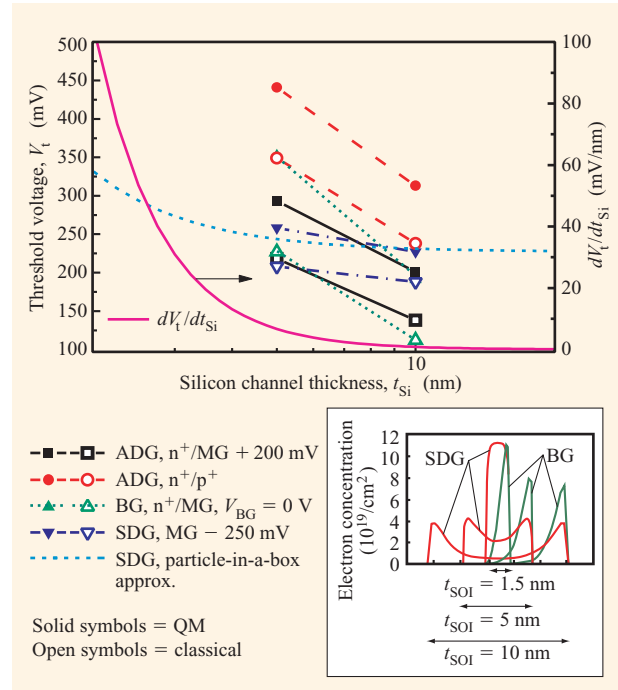 500
450
400
350
300
250
200
150
100
Threshold voltage, Vt (mV)
100
80
60
40
20
0
dVt/dtSi (mV/nm)
dVt/dtSi
10
Silicon channel thickness, tSi (nm)
ADG, n+/MG + 200 mV
ADG, n+/p+
BG, n+/MG, VBG = 0 V
SDG, MG − 250 mV
SDG, particle-in-a-box
approx.
Solid symbols = QM
Open symbols = classical
Electron concentration
(10^19/cm^2)
12
10
8
6
4
2
0
SDG
BG
tSOI = 1.5 nm
tSOI = 5 nm
tSOI = 10 nm